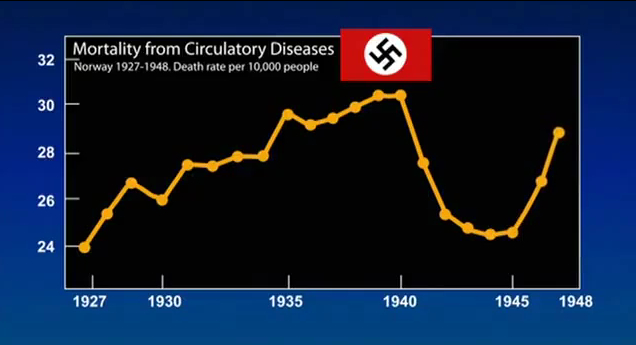 Mortality from Circulatory Diseases
Norway 1927-1948. Death rate per 10,000 people
32
30
28
26
24
1927 1930 1935 1940 1945 1948